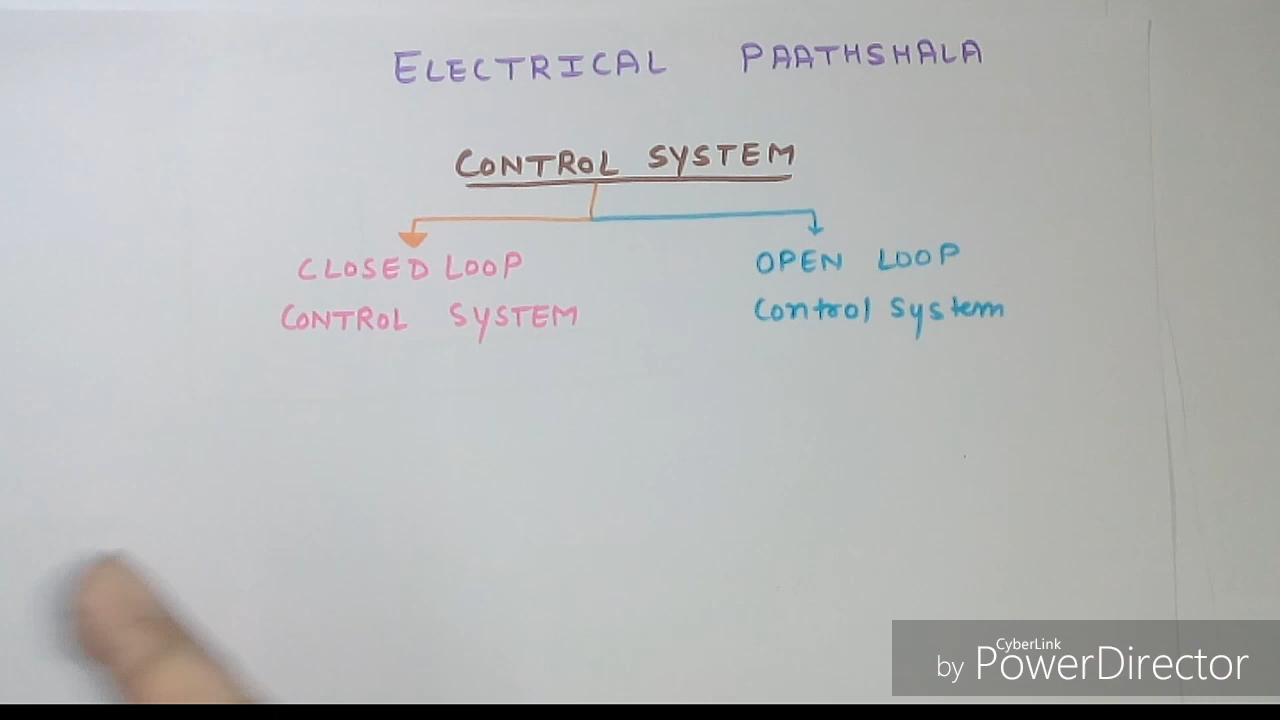 ELECTRICAL PAATHSHALA
CONTROL SYSTEM
CLOSED LOOP
CONTROL SYSTEM
OPEN LOOP
Control System
CyberLink
by PowerDirector